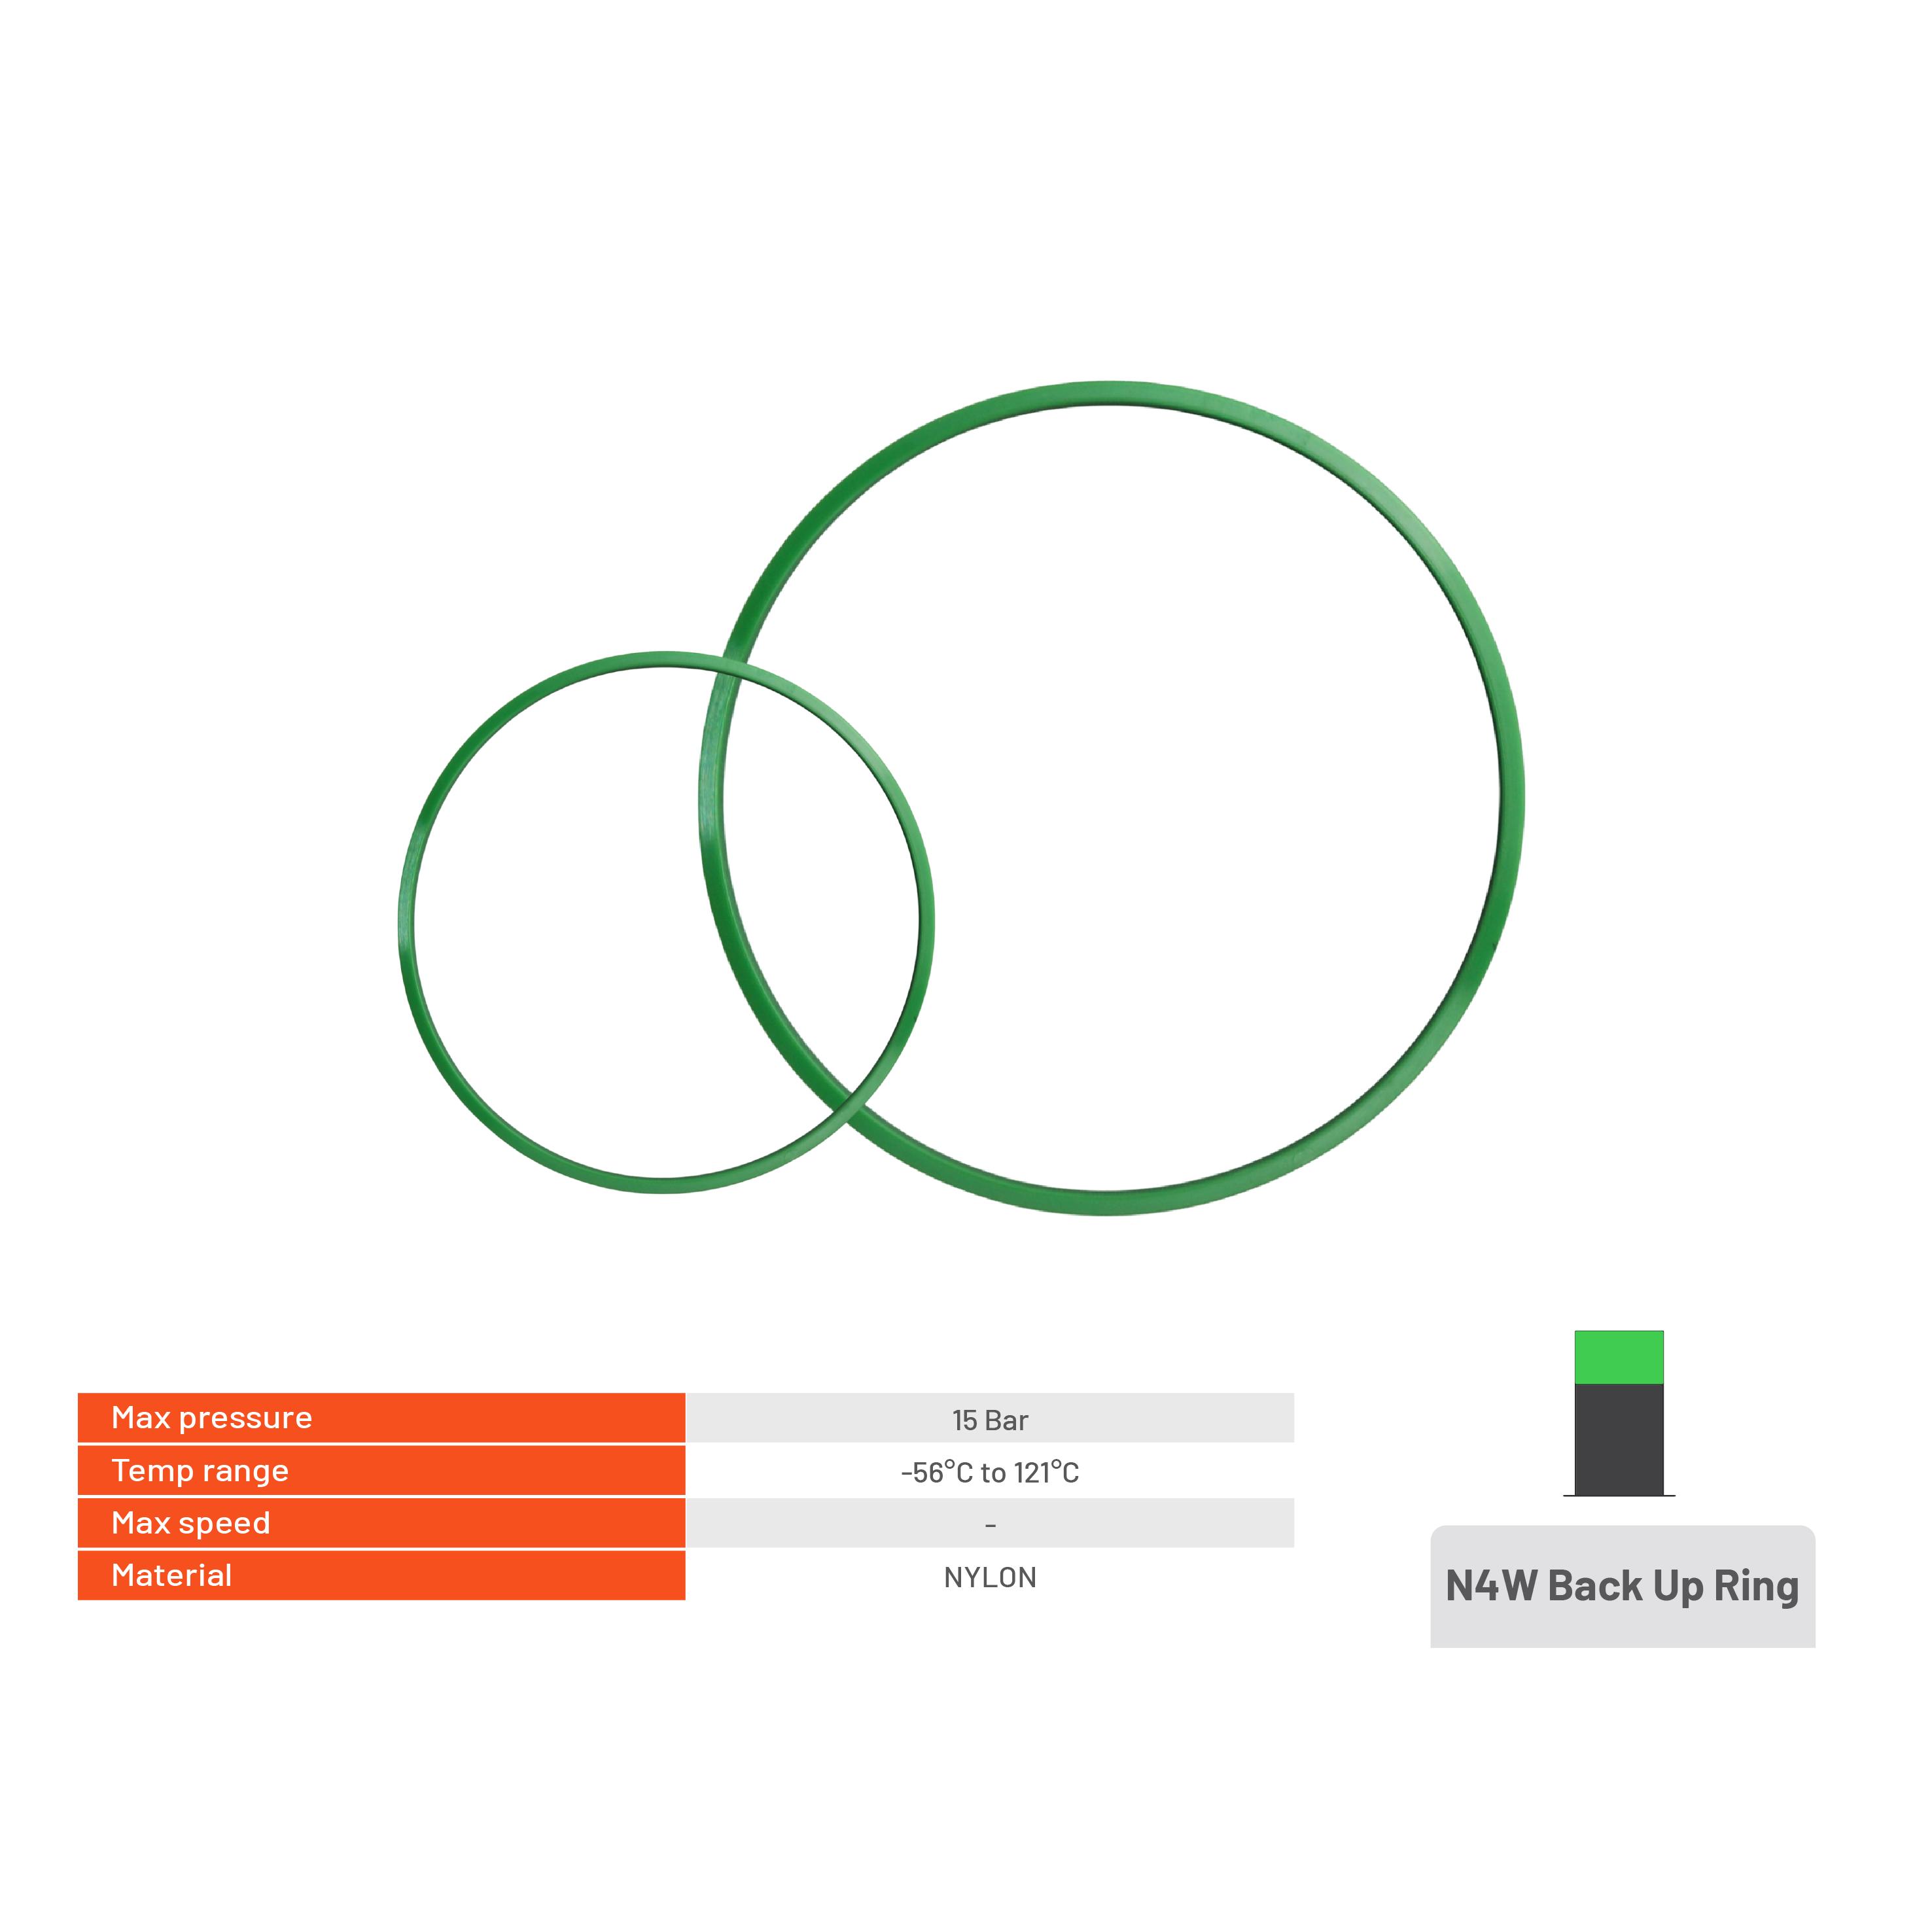 Max pressure 15 Bar
Temp range -56°C to 121°C
Max speed -
Material NYLON
N4W Back Up Ring